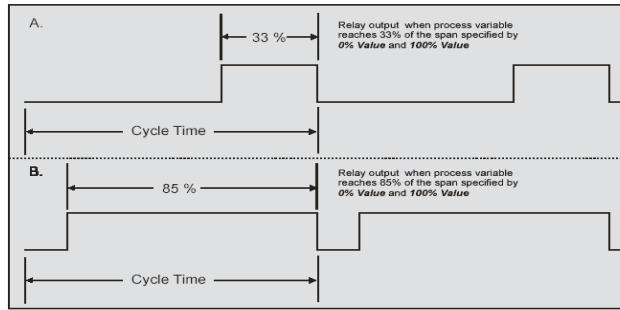 A.
33 %
Relay output when process variable
reaches 33% of the span specified by
0% Value and 100% Value
Cycle Time
B.
85 %
Relay output when process variable
reaches 85% of the span specified by
0% Value and 100% Value
Cycle Time